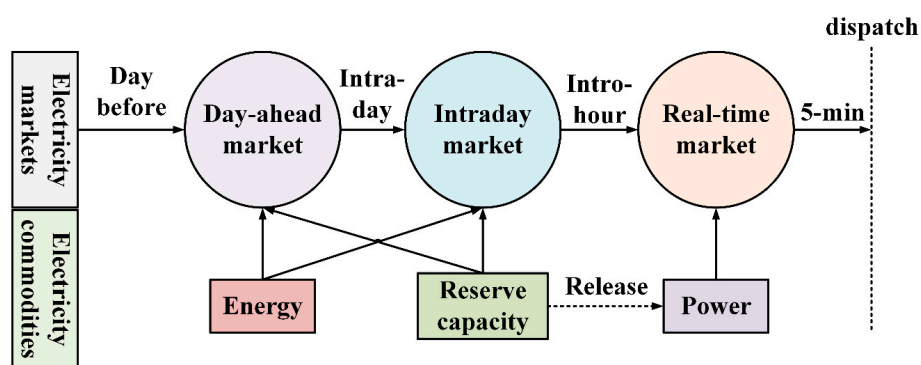 dispatch
Electricity
markets
Day
before
Day-ahead
market
Intra-
day
Intraday
market
Intro-
hour
Real-time
market
5-min
Electricity
commodities
Energy
Reserve
capacity
Release
Power